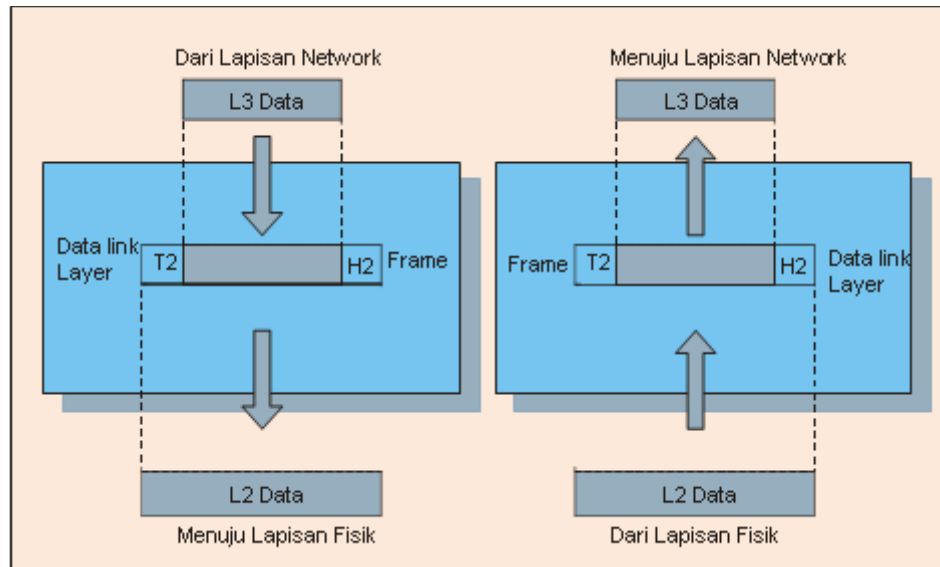 Dari Lapisan Network
L3 Data
Data link
Layer
T2
H2
Frame
L2 Data
Menuju Lapisan Fisik
Menuju Lapisan Network
L3 Data
Frame
T2
H2
Data link
Layer
L2 Data
Dari Lapisan Fisik